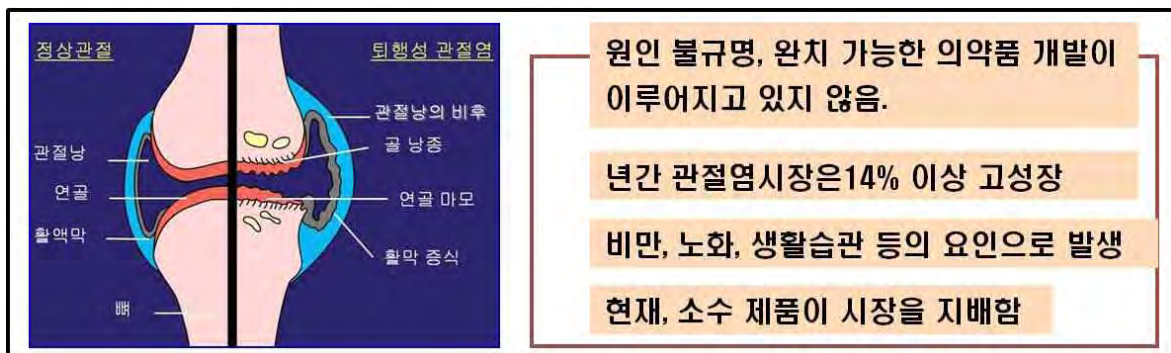 정상관절
퇴행성 관절염
관절낭의 비후
골 낭종
관절낭
연골
연골 마모
활액막
활막 증식
뼈
원인 불규명, 완치 가능한 의약품 개발이
이루어지고 있지 않음.
년간 관절염시장은14% 이상 고성장
비만, 노화, 생활습관 등의 요인으로 발생
현재, 소수 제품이 시장을 지배함